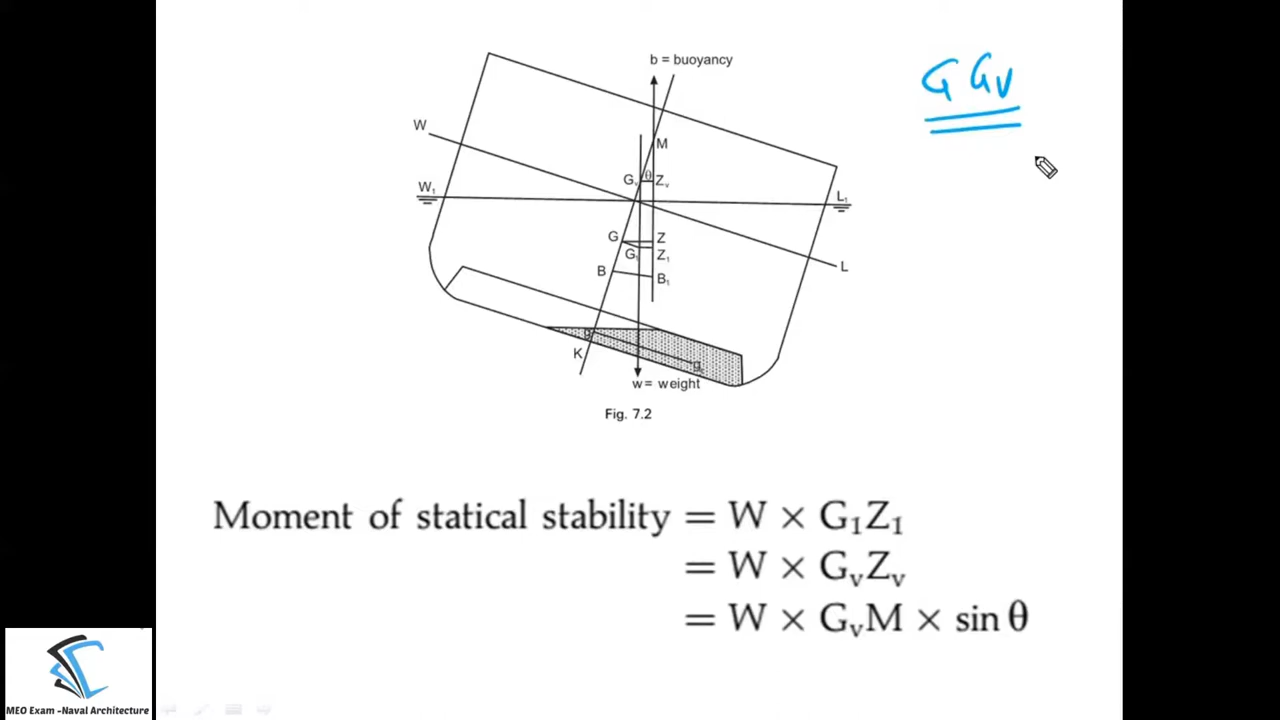 b = buoyancy
G Gv
W
M
Gv θ Zv
W₁
L₁
G Z
G₁ Z₁
L
B
B₁
g
K
g₁
w = weight
Fig. 7.2
Moment of statical stability = W × G₁Z₁
= W × GᵥZᵥ
= W × GᵥM × sin θ
MEO Exam -Naval Architecture